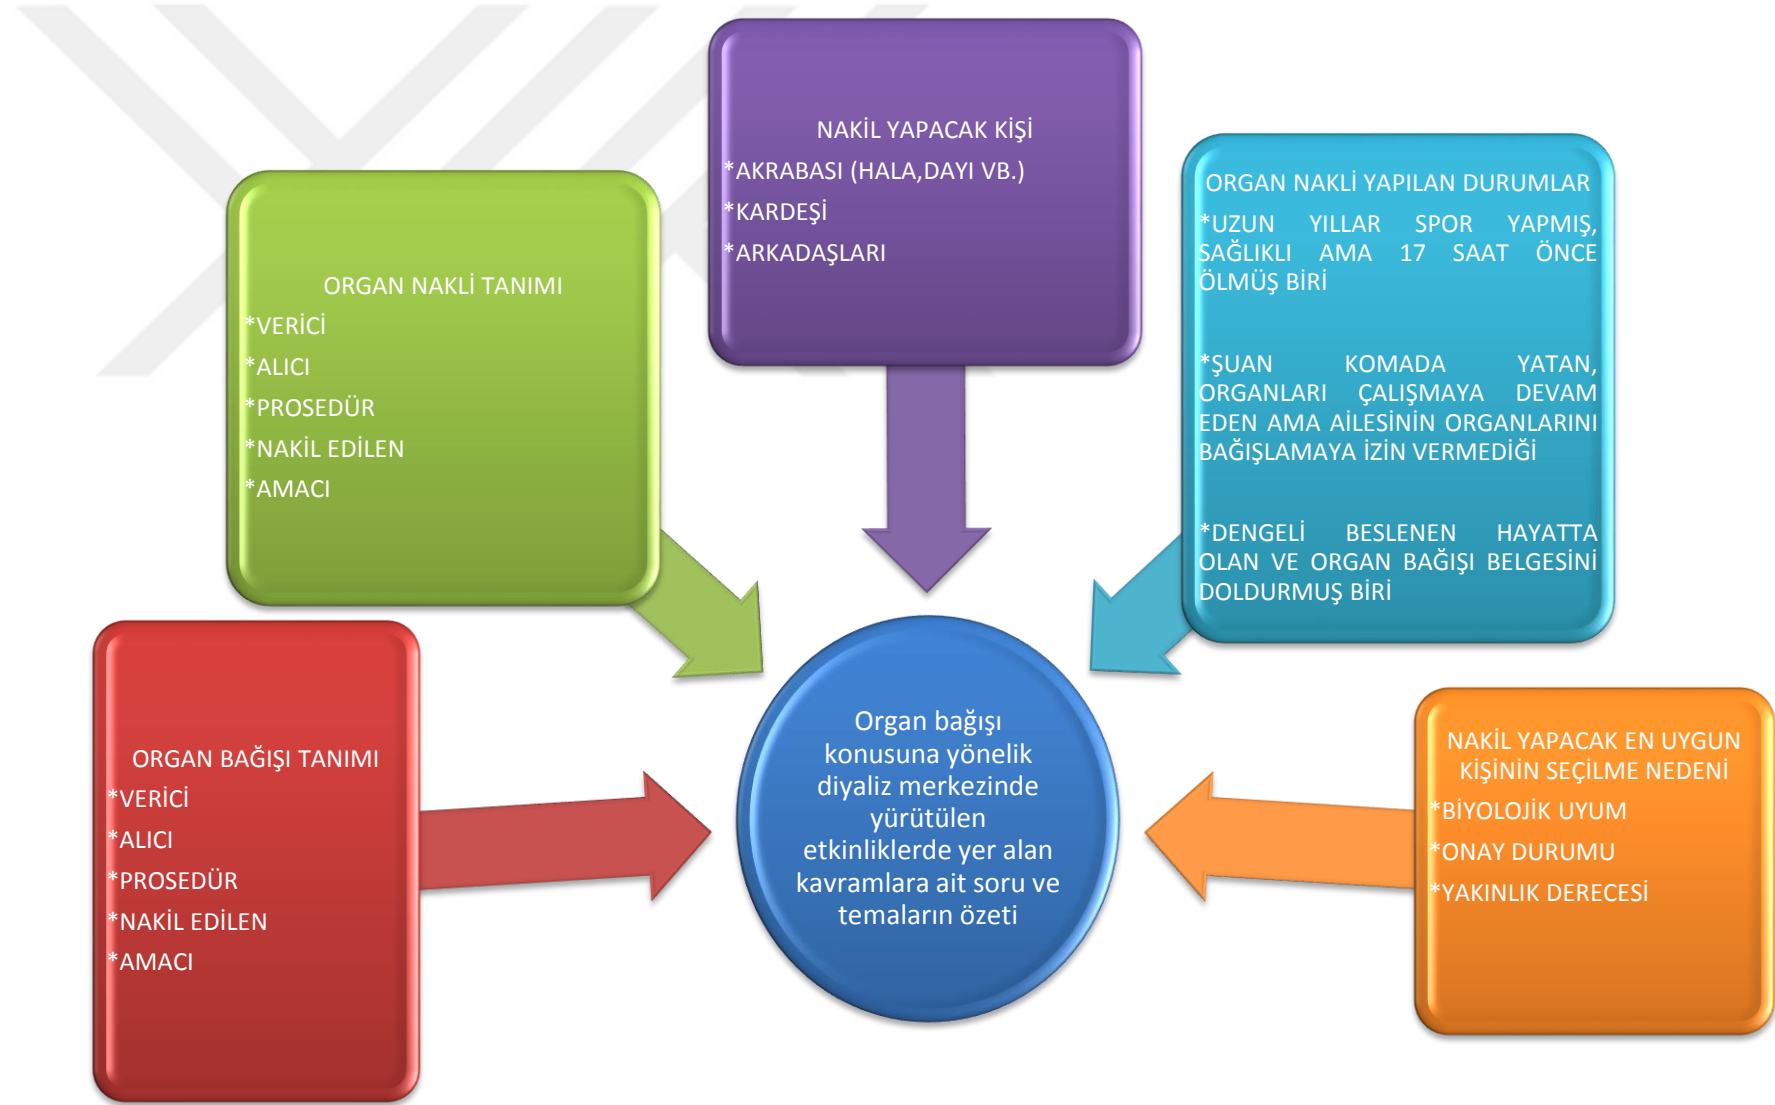 NAKİL YAPACAK KİŞİ
*AKRABASI (HALA,DAYI VB.)
*KARDEŞİ
*ARKADAŞLARI
ORGAN NAKLİ TANIMI
*VERİCİ
*ALICI
*PROSEDÜR
*NAKİL EDİLEN
*AMACI
ORGAN NAKLİ YAPILAN DURUMLAR
*UZUN YILLAR SPOR YAPMIŞ,
SAĞLIKLI AMA 17 SAAT ÖNCE
ÖLMÜŞ BİRİ
*ŞUAN KOMADA YATAN,
ORGANLARI ÇALIŞMAYA DEVAM
EDEN AMA AİLESİNİN ORGANLARINI
BAĞIŞLAMAYA İZİN VERMEDİĞİ
*DENGELİ BESLENEN HAYATTA
OLAN VE ORGAN BAĞIŞI BELGESİNİ
DOLDURMUŞ BİRİ
ORGAN BAĞIŞI TANIMI
*VERİCİ
*ALICI
*PROSEDÜR
*NAKİL EDİLEN
*AMACI
Organ bağışı
konusuna yönelik
diyaliz merkezinde
yürütülen
etkinliklerde yer alan
kavramlara ait soru ve
temaların özeti
NAKİL YAPACAK EN UYGUN
KİŞİNİN SEÇİLME NEDENİ
*BİYOLOJİK UYUM
*ONAY DURUMU
*YAKINLIK DERECESİ